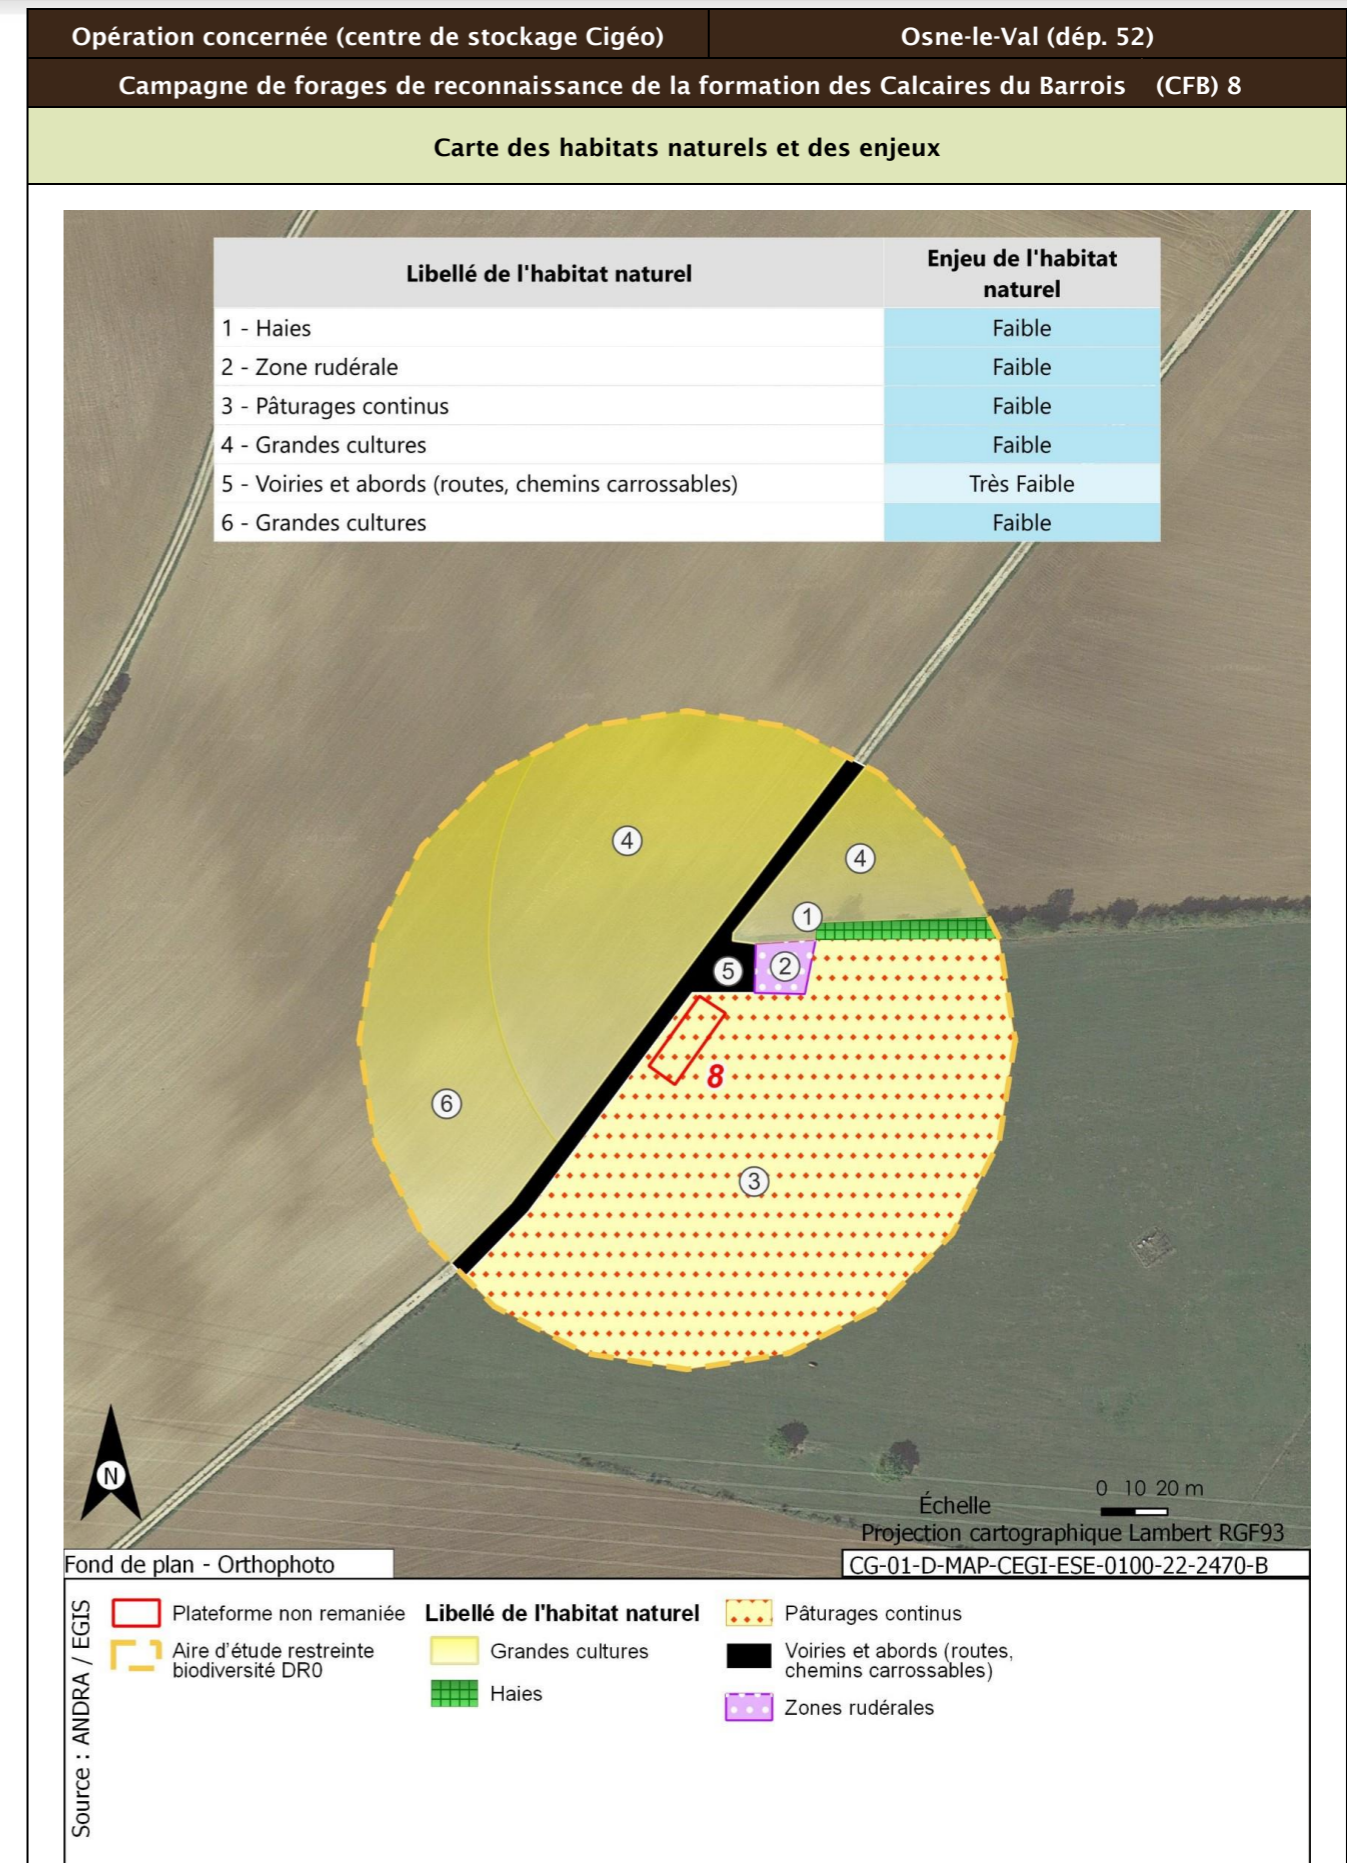 Opération concernée (centre de stockage Cigéo)
Osne-le-Val (dép. 52)
Campagne de forages de reconnaissance de la formation des Calcaires du Barrois (CFB) 8
Carte des habitats naturels et des enjeux
Libellé de l'habitat naturel
Enjeu de l'habitat
naturel
1 - Haies
Faible
2 - Zone rudérale
Faible
3 - Pâturages continus
Faible
4 - Grandes cultures
Faible
5 - Voiries et abords (routes, chemins carrossables)
Très Faible
6 - Grandes cultures
Faible
4
4
1
5
2
8
6
3
N
0 10 20 m
Échelle
Projection cartographique Lambert RGF93
Fond de plan - Orthophoto
CG-01-D-MAP-CEGI-ESE-0100-22-2470-B
Source : ANDRA / EGIS
Plateforme non remaniée
Aire d'étude restreinte
biodiversité DR0
Libellé de l'habitat naturel
Grandes cultures
Haies
Pâturages continus
Voiries et abords (routes,
chemins carrossables)
Zones rudérales